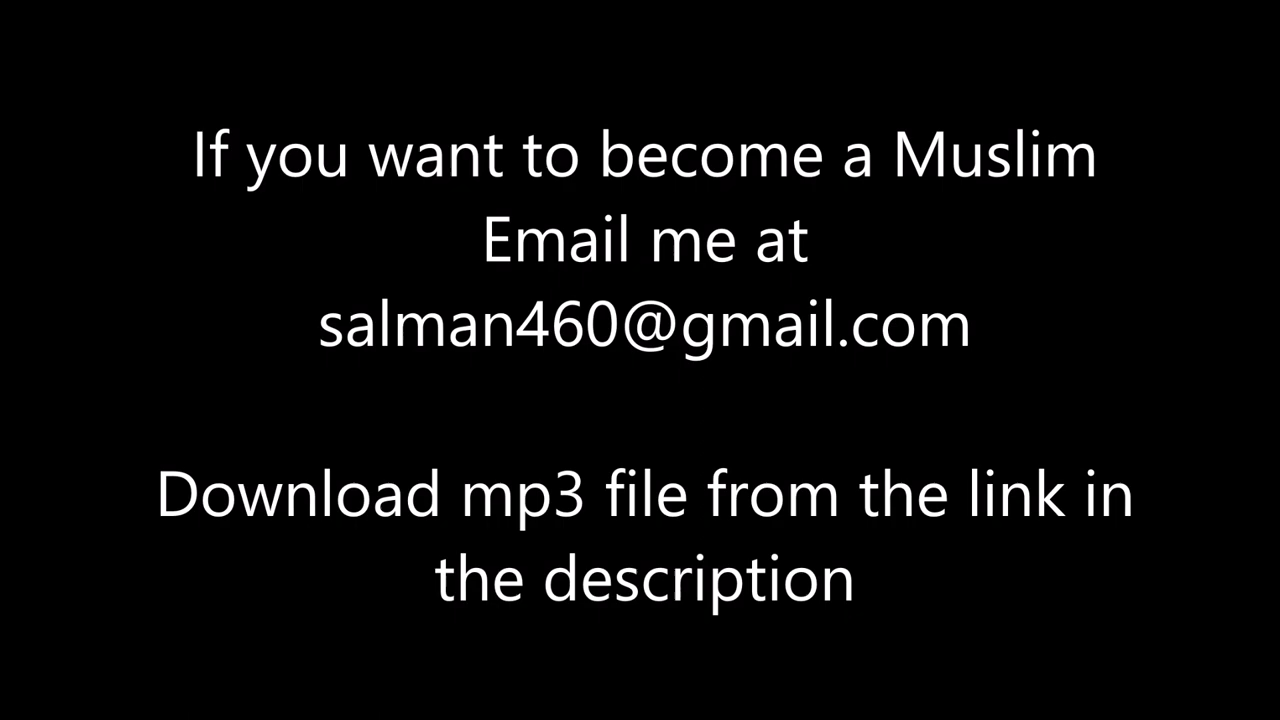 If you want to become a Muslim
Email me at
salman460@gmail.com
Download mp3 file from the link in
the description